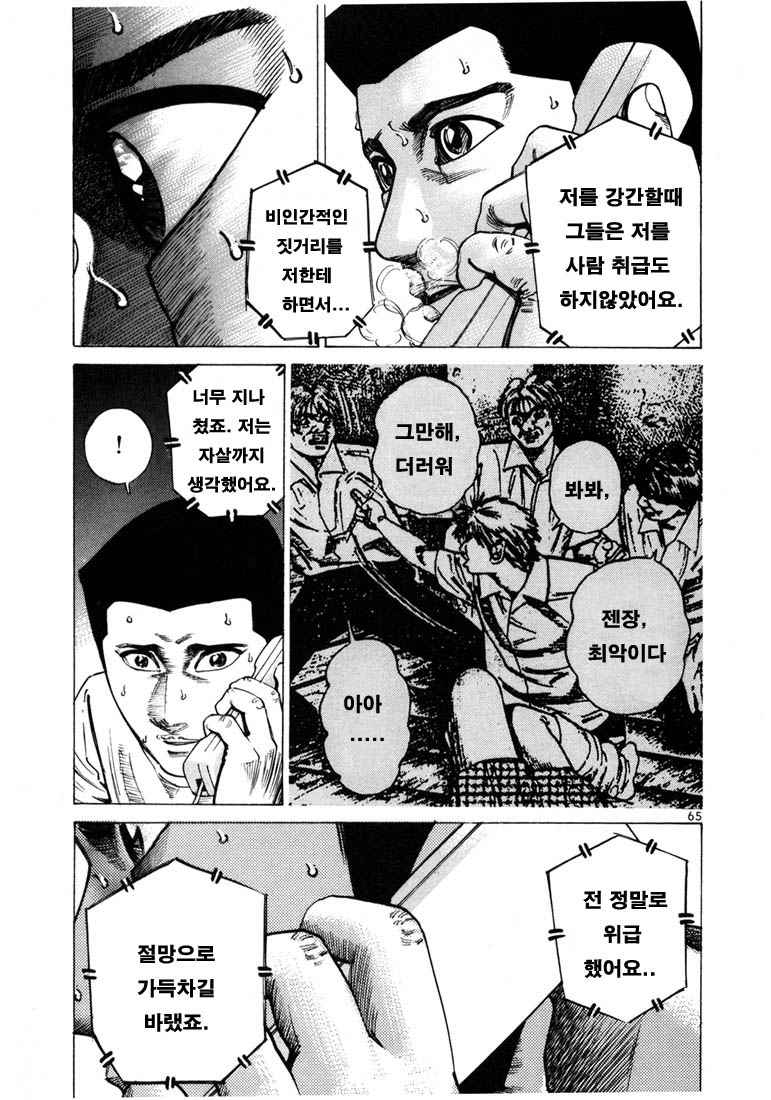 저를 강간할때
그들은 저를
사람 취급도
하지않았어요.
비인간적인
짓거리를
저한테
하면서...
그만해,
더러워
봐봐,
젠장,
최악이다
아아
.....
너무 지나
쳤죠. 저는
자살까지
생각했어요.
!
65
전 정말로
위급
했어요..
절망으로
가득차길
바랬죠.